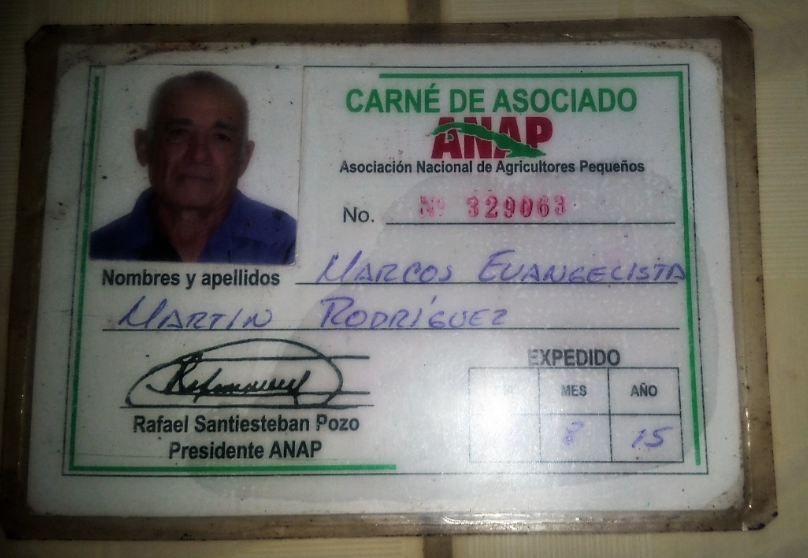 CARNÉ DE ASOCIADO
ANAP
Asociación Nacional de Agricultores Pequeños
No. Nº 329063
Nombres y apellidos MARCOS EVANGELISTA
MARTIN RODRÍGUEZ
EXPEDIDO
MES AÑO
8 15
Rafael Santiesteban Pozo
Presidente ANAP